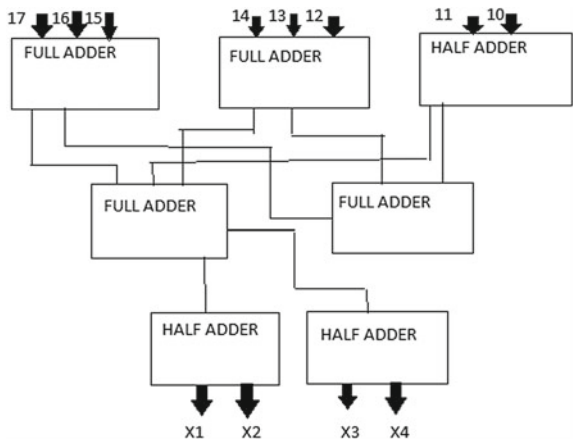 17 16 15 14 13 12 11 10
FULL ADDER FULL ADDER HALF ADDER
FULL ADDER FULL ADDER
HALF ADDER HALF ADDER
X1 X2 X3 X4